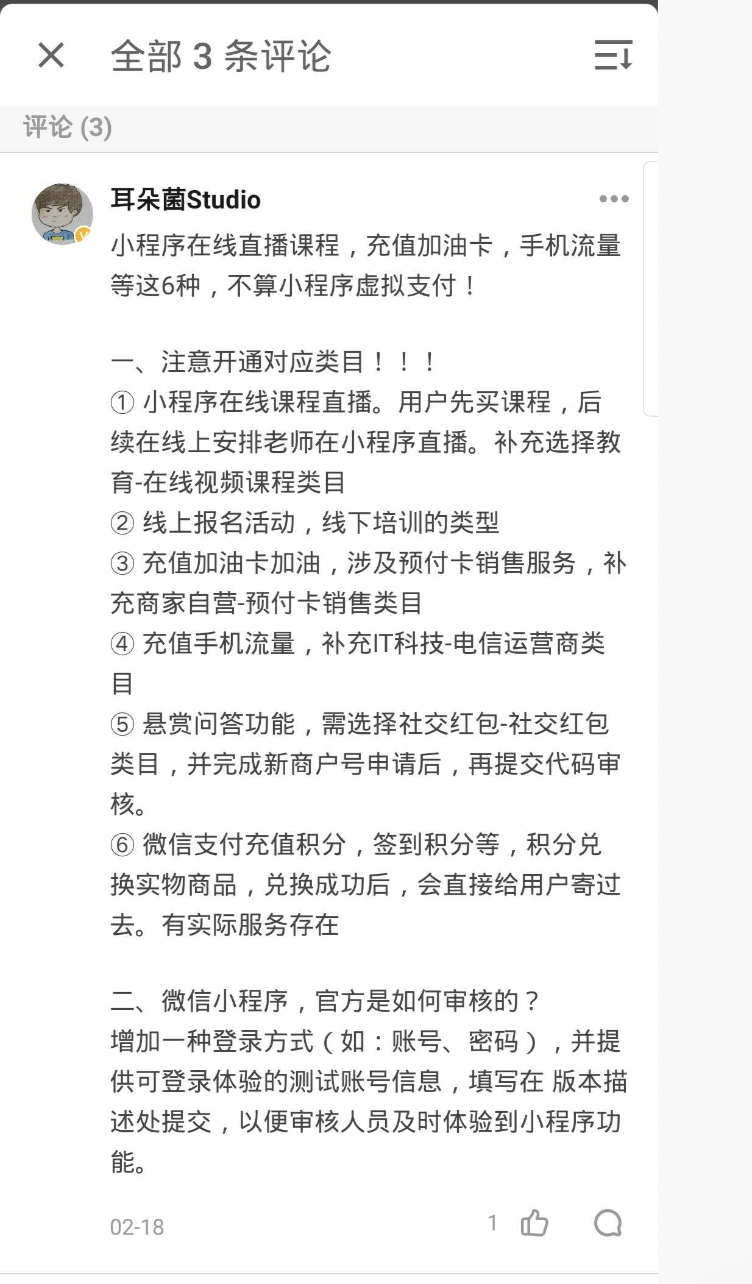 全部 3 条评论
评论 (3)
耳朵菌Studio
小程序在线直播课程，充值加油卡，手机流量
等这6种，不算小程序虚拟支付！
一、注意开通对应类目！！！
① 小程序在线课程直播。用户先买课程，后
续在线上安排老师在小程序直播。补充选择教
育-在线视频课程类目
② 线上报名活动，线下培训的类型
③ 充值加油卡加油，涉及预付卡销售服务，补
充商家自营-预付卡销售类目
④ 充值手机流量，补充IT科技-电信运营商类
目
⑤ 悬赏问答功能，需选择社交红包-社交红包
类目，并完成新商户号申请后，再提交代码审
核。
⑥ 微信支付充值积分，签到积分等，积分兑
换实物商品，兑换成功后，会直接给用户寄过
去。有实际服务存在
二、微信小程序，官方是如何审核的？
增加一种登录方式（如：账号、密码），并提
供可登录体验的测试账号信息，填写在 版本描
述处提交，以便审核人员及时体验到小程序功
能。
02-18
1